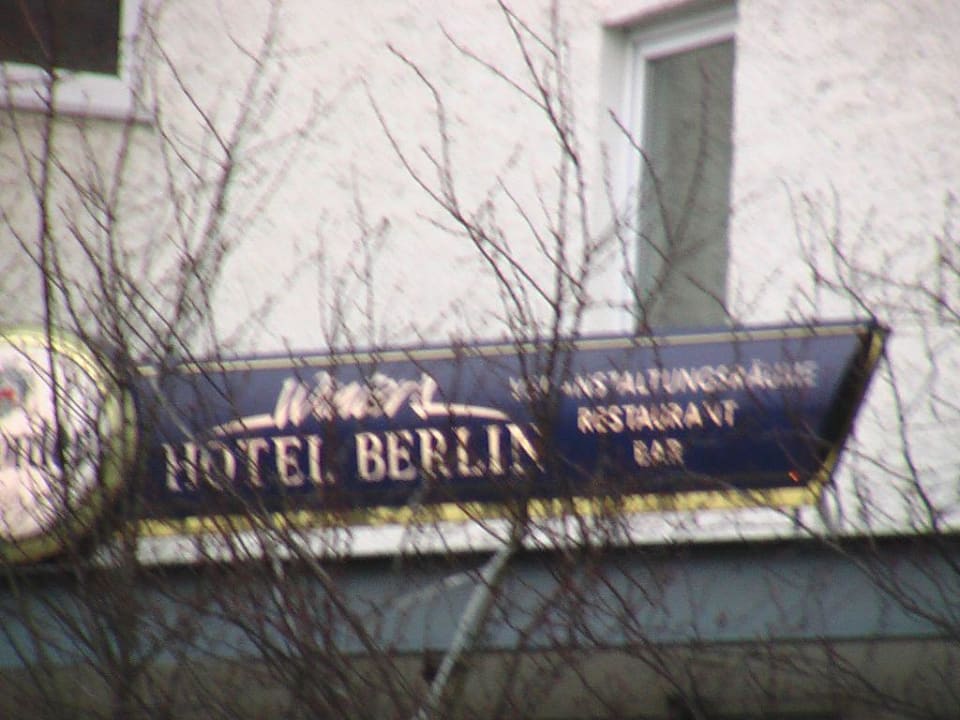 HOTEL BERLIN
VERANSTALTUNGSRÄUME
RESTAURANT
BAR